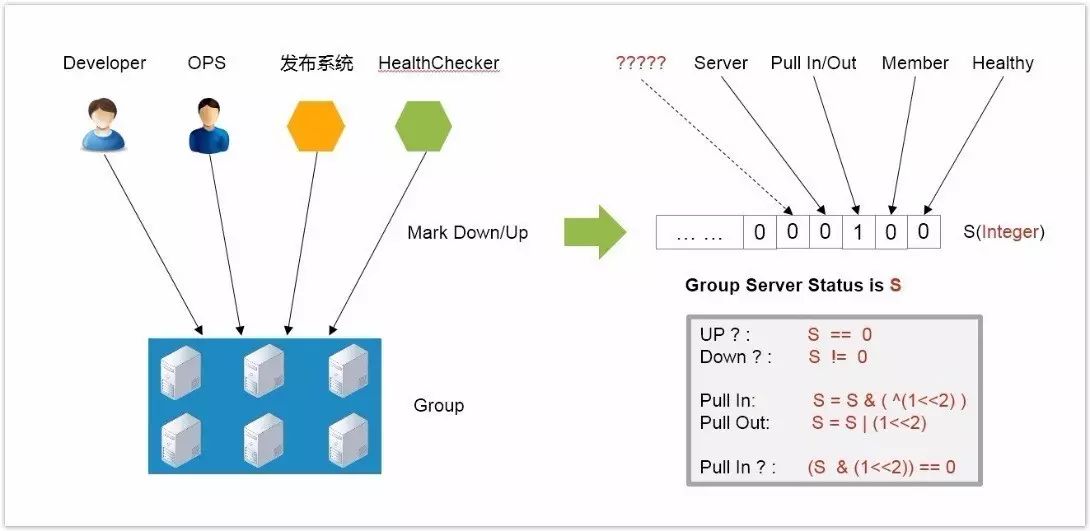 Developer OPS 发布系统 HealthChecker
????? Server Pull In/Out Member Healthy
Mark Down/Up
... ... 0 0 0 1 0 0 S(Integer)
Group Server Status is S
UP ? : S == 0
Down ? : S != 0
Pull In: S = S & ( ^(1<<2) )
Pull Out: S = S | (1<<2)
Pull In ? : (S & (1<<2)) == 0
Group